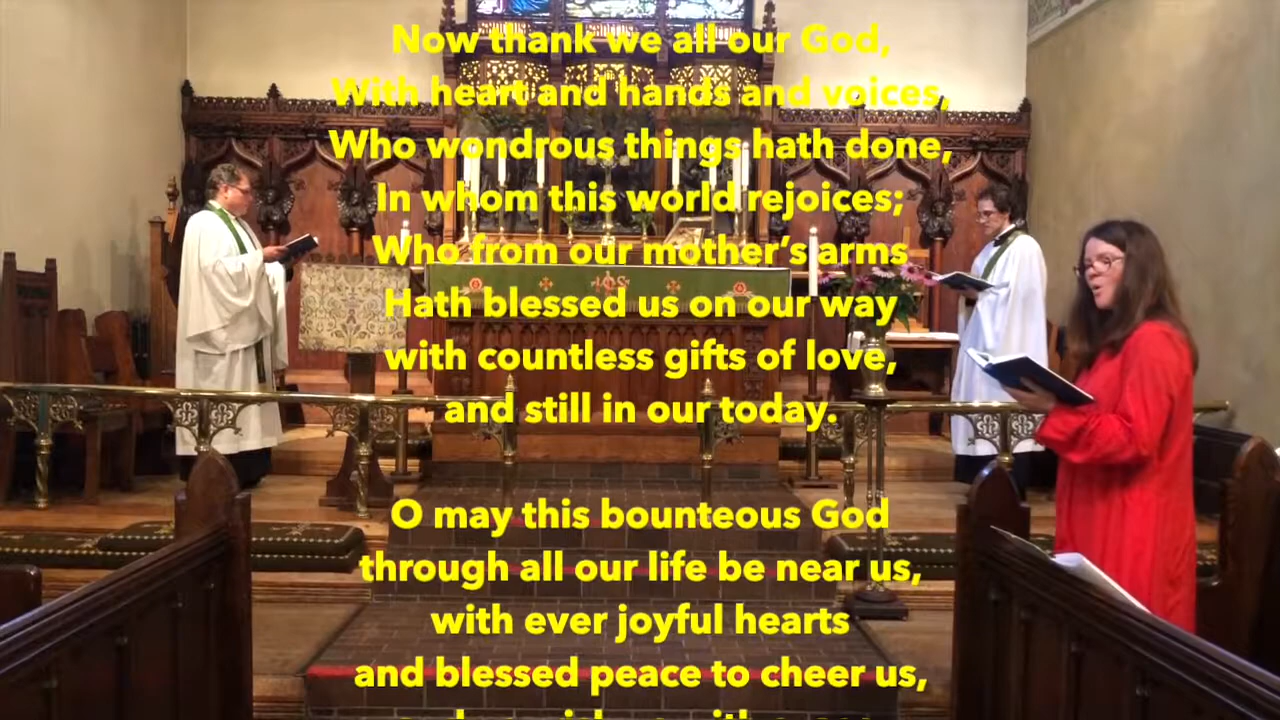 Now thank we all our God,
With heart and hands and voices,
Who wondrous things hath done,
In whom this world rejoices;
Who from our mother’s arms
Hath blessed us on our way
with countless gifts of love,
and still in our today.
O may this bounteous God
through all our life be near us,
with ever joyful hearts
and blessed peace to cheer us,